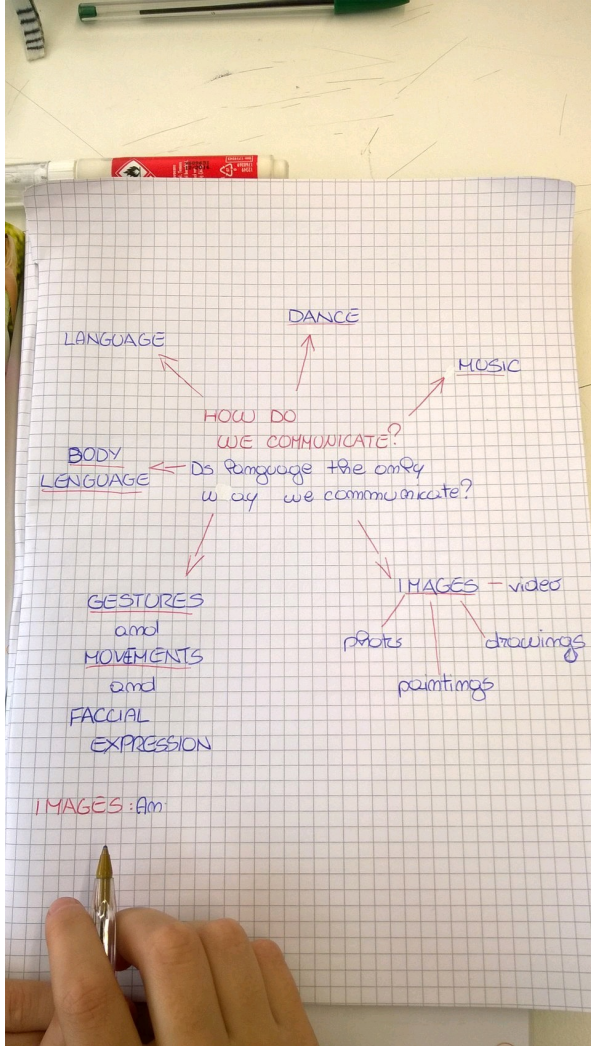 DANCE
LANGUAGE
MUSIC
HOW DO
WE COMMUNICATE?
BODY
LENGUAGE
Is language the only
way we communicate?
IMAGES - video
GESTURES
and
MOVEMENTS
and
FACCIAL
EXPRESSION
photos
drawings
paintings
IMAGES: Am